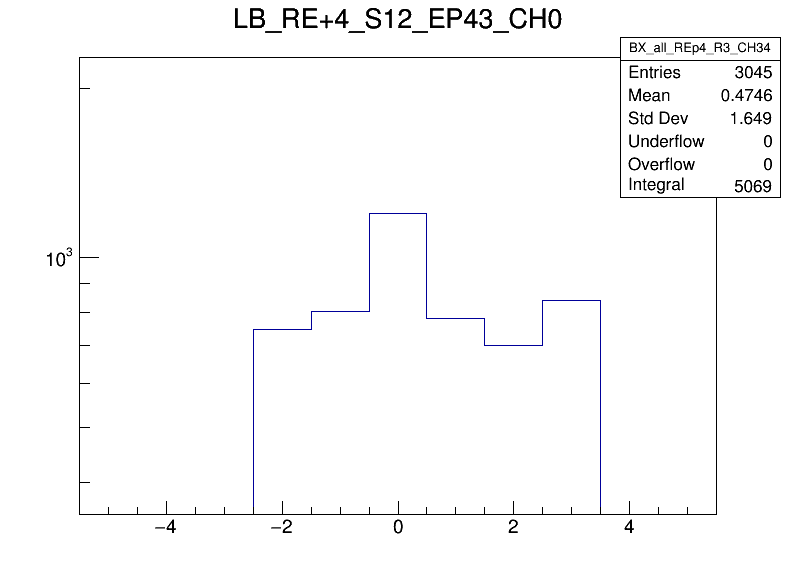 LB_RE+4_S12_EP43_CH0
BX_all_REp4_R3_CH34
Entries 3045
Mean 0.4746
Std Dev 1.649
Underflow 0
Overflow 0
Integral 5069
10³
−4 −2 0 2 4